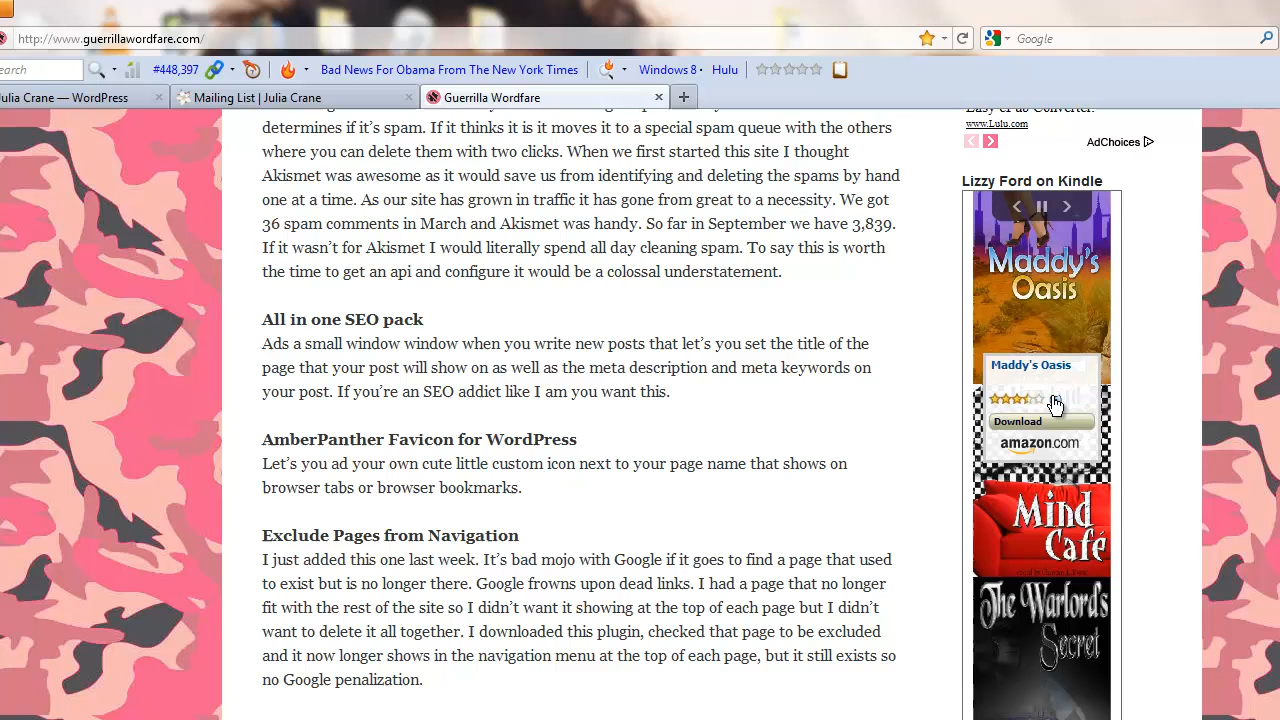 http://www.guerrillawordfare.com/
Google
earch
#448,397
Bad News For Obama From The New York Times
Windows 8
Hulu
ulia Crane — WordPress
Mailing List | Julia Crane
Guerrilla Wordfare
determines if it's spam. If it thinks it is it moves it to a special spam queue with the others
where you can delete them with two clicks. When we first started this site I thought
Akismet was awesome as it would save us from identifying and deleting the spams by hand
one at a time. As our site has grown in traffic it has gone from great to a necessity. We got
36 spam comments in March and Akismet was handy. So far in September we have 3,839.
If it wasn't for Akismet I would literally spend all day cleaning spam. To say this is worth
the time to get an api and configure it would be a colossal understatement.
All in one SEO pack
Ads a small window window when you write new posts that let's you set the title of the
page that your post will show on as well as the meta description and meta keywords on
your post. If you're an SEO addict like I am you want this.
AmberPanther Favicon for WordPress
Let's you ad your own cute little custom icon next to your page name that shows on
browser tabs or browser bookmarks.
Exclude Pages from Navigation
I just added this one last week. It's bad mojo with Google if it goes to find a page that used
to exist but is no longer there. Google frowns upon dead links. I had a page that no longer
fit with the rest of the site so I didn't want it showing at the top of each page but I didn't
want to delete it all together. I downloaded this plugin, checked that page to be excluded
and it now longer shows in the navigation menu at the top of each page, but it still exists so
no Google penalization.
www.Lulu.com
AdChoices
Lizzy Ford on Kindle
Maddy's
Oasis
Maddy's Oasis
Download
amazon.com
Mind
Café
The Warlord's
Secret